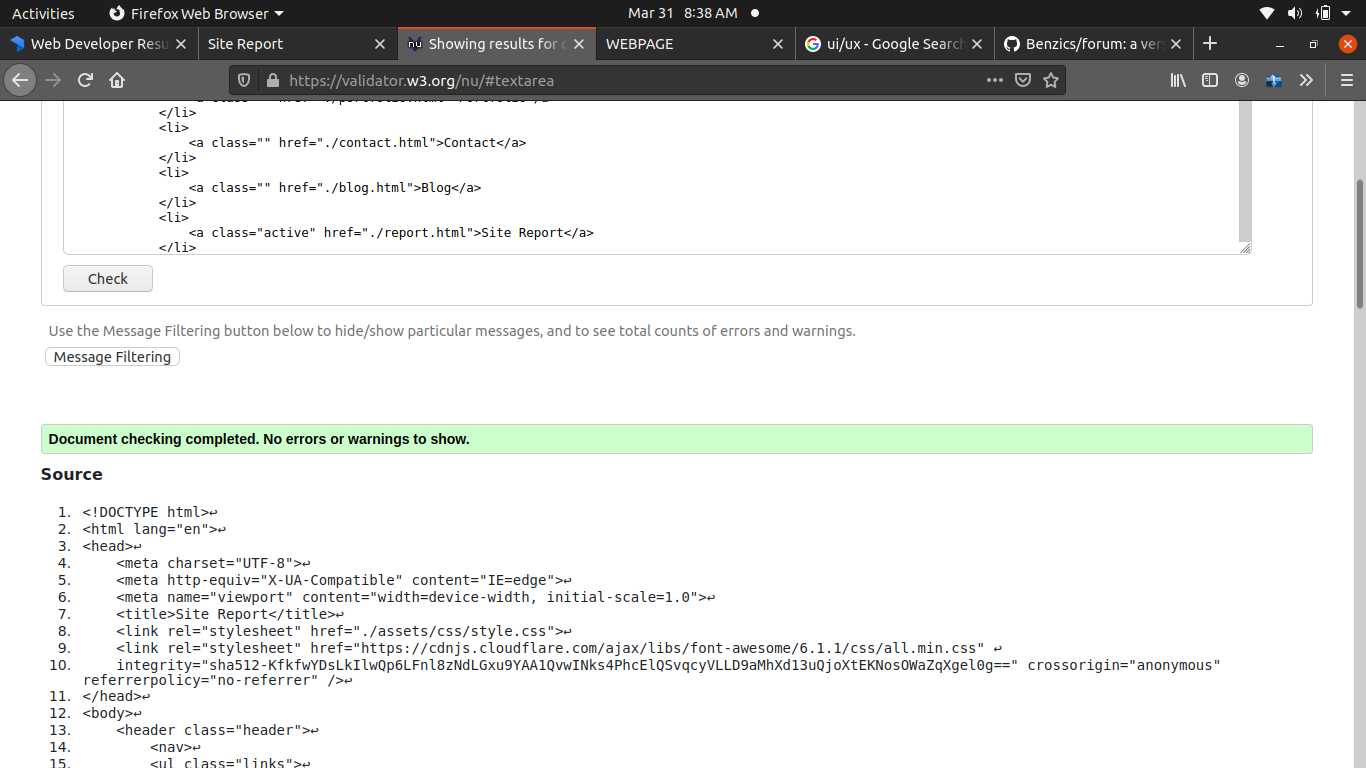 Activities Firefox Web Browser Mar 31 8:38 AM
Web Developer Resu Site Report Showing results for c WEBPAGE ui/ux - Google Search Benzics/forum: a ver
https://validator.w3.org/nu/#textarea
</li>
<li>
<a class="" href="./contact.html">Contact</a>
</li>
<li>
<a class="" href="./blog.html">Blog</a>
</li>
<li>
<a class="active" href="./report.html">Site Report</a>
</li>
Check
Use the Message Filtering button below to hide/show particular messages, and to see total counts of errors and warnings.
Message Filtering
Document checking completed. No errors or warnings to show.
Source
1. <!DOCTYPE html>↩
2. <html lang="en">↩
3. <head>↩
4. <meta charset="UTF-8">↩
5. <meta http-equiv="X-UA-Compatible" content="IE=edge">↩
6. <meta name="viewport" content="width=device-width, initial-scale=1.0">↩
7. <title>Site Report</title>↩
8. <link rel="stylesheet" href="./assets/css/style.css">↩
9. <link rel="stylesheet" href="https://cdnjs.cloudflare.com/ajax/libs/font-awesome/6.1.1/css/all.min.css" ↩
10. integrity="sha512-KfkfwYDsLkIlwQp6LFnl8zNdLGxu9YAA1QvwINks4PhcElQSvqcyVLLD9aMhXd13uQjoXtEKNosOWaZqXgel0g==" crossorigin="anonymous"
referrerpolicy="no-referrer" />↩
11. </head>↩
12. <body>↩
13. <header class="header">↩
14. <nav>↩
15. <ul class="links">↩